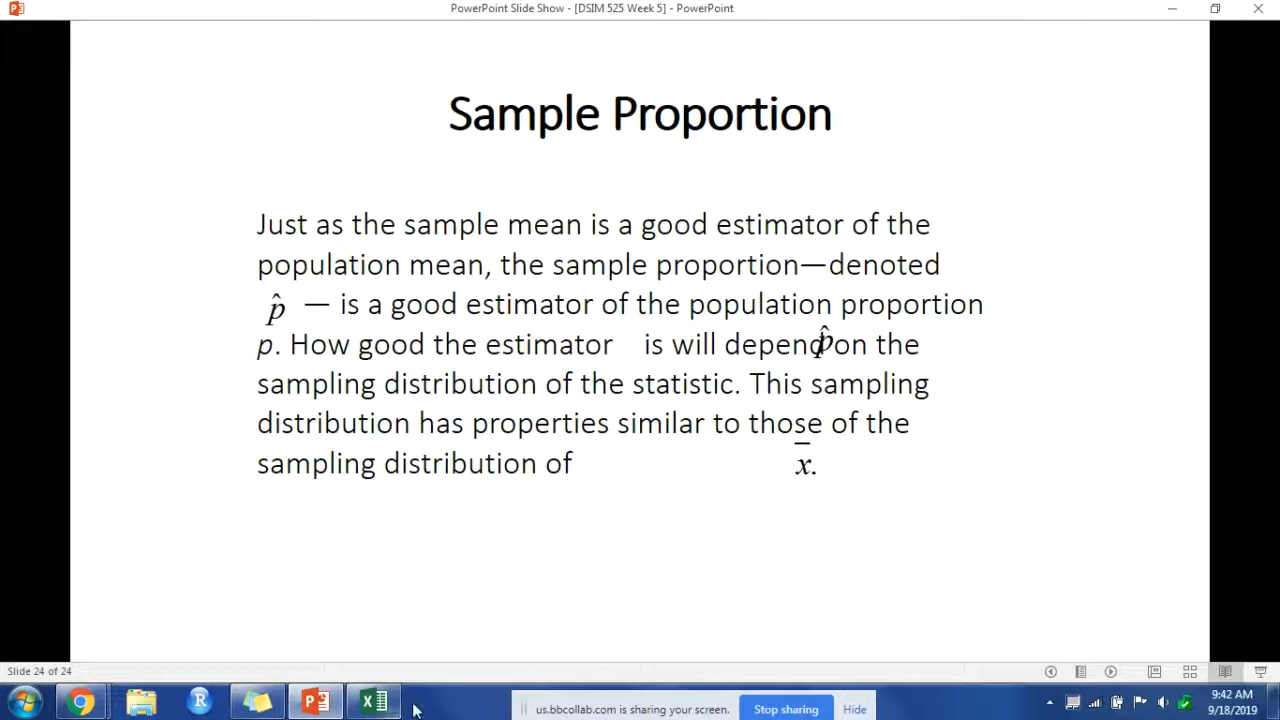 PowerPoint Slide Show - [DSIM 525 Week 5] - PowerPoint
Sample Proportion
Just as the sample mean is a good estimator of the
population mean, the sample proportion—denoted
p̂ — is a good estimator of the population proportion
p. How good the estimator is will depend p̂ on the
sampling distribution of the statistic. This sampling
distribution has properties similar to those of the
sampling distribution of x̅.
Slide 24 of 24
us.bbcollab.com is sharing your screen. Stop sharing Hide
9:42 AM
9/18/2019